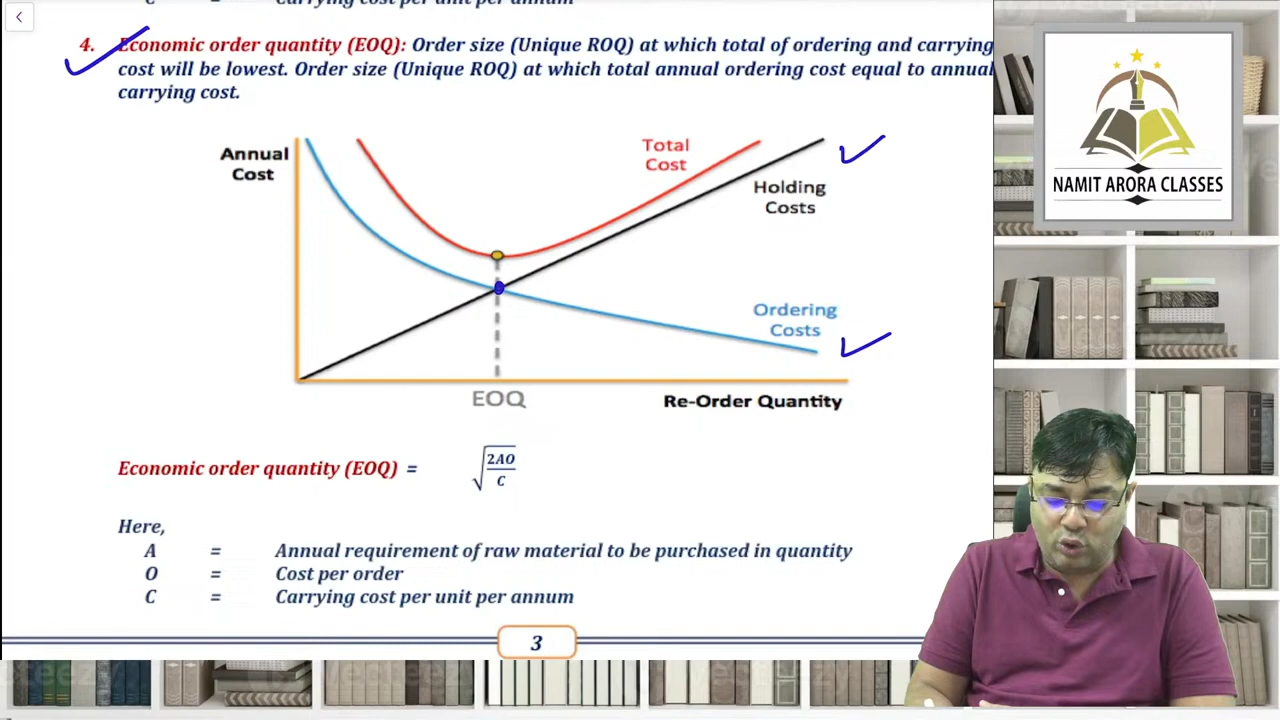 4. Economic order quantity (EOQ): Order size (Unique ROQ) at which total of ordering and carrying
cost will be lowest. Order size (Unique ROQ) at which total annual ordering cost equal to annual
carrying cost.
Annual
Cost
Total
Cost
Holding
Costs
Ordering
Costs
EOQ
Re-Order Quantity
Economic order quantity (EOQ) = √2AO/C
Here,
A = Annual requirement of raw material to be purchased in quantity
O = Cost per order
C = Carrying cost per unit per annum
3
NAMIT ARORA CLASSES